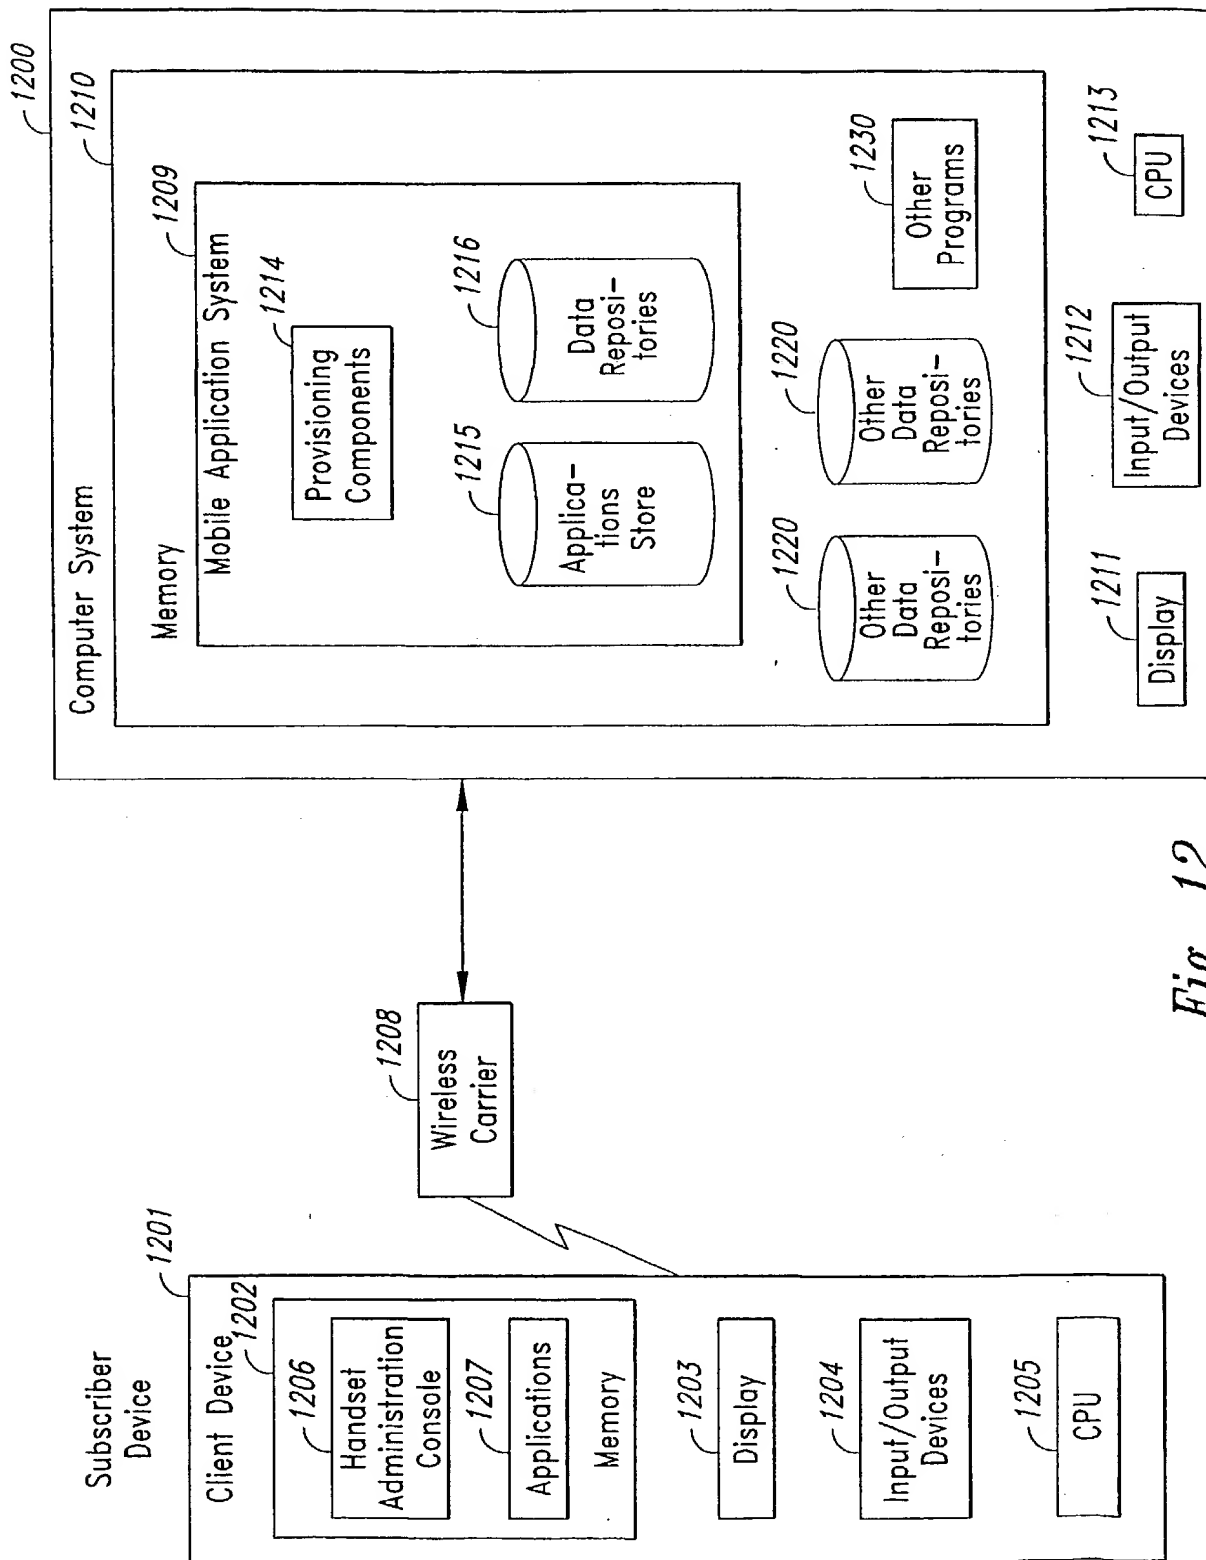 Subscriber
Device
1201
Client Device
1202
1206
Handset
Administration
Console
1207
Applications
Memory
1203
Display
1204
Input/Output
Devices
1205
CPU
1208
Wireless
Carrier
1200
Computer System
1210
Memory
1209
Mobile Application System
1214
Provisioning
Components
1215
Applica-
tions
Store
1216
Data
Reposi-
tories
1220
Other
Data
Reposi-
tories
1220
Other
Data
Reposi-
tories
1230
Other
Programs
1211
Display
1212
Input/Output
Devices
1213
CPU
Fig. 12